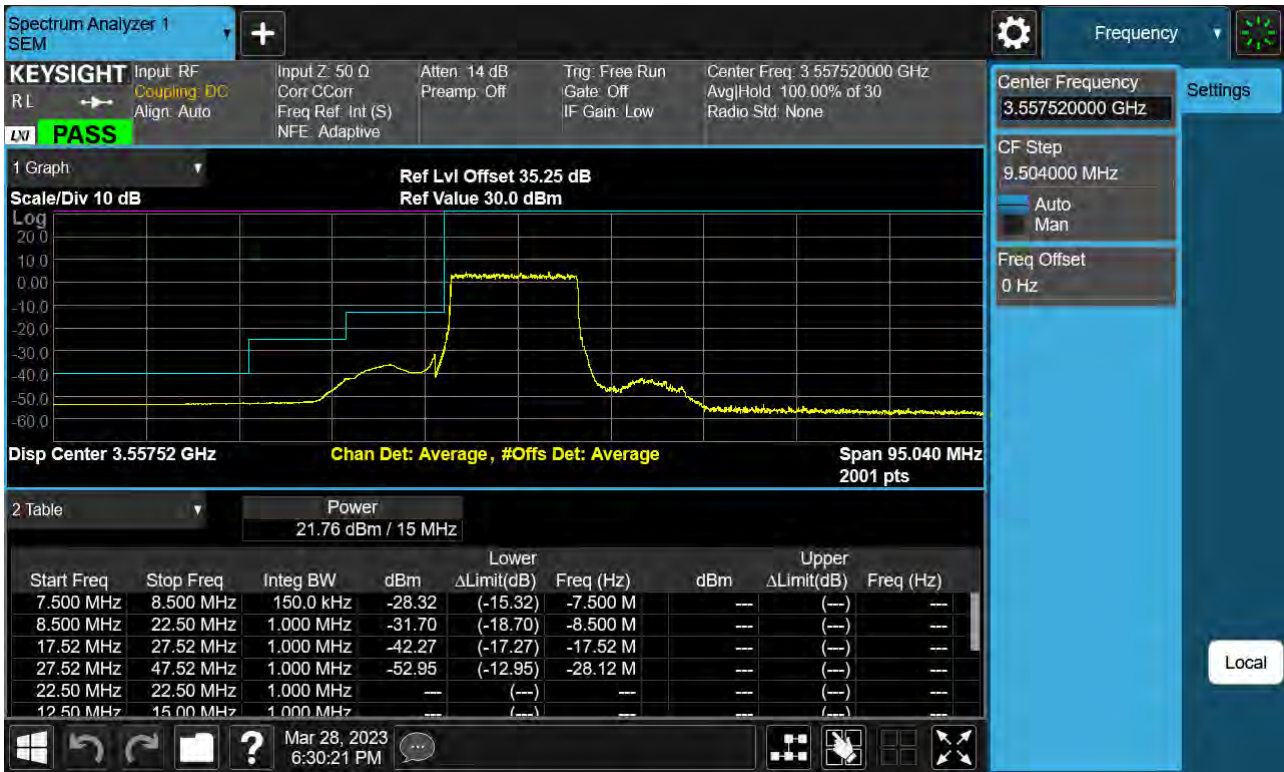 Spectrum Analyzer 1
SEM
Frequency
KEYSIGHT
RL
LXI
PASS
Input: RF
Coupling: DC
Align: Auto
Input Z: 50 Ω
Corr CCorr
Freq Ref: Int (S)
NFE: Adaptive
Atten: 14 dB
Preamp: Off
Trig: Free Run
Gate: Off
IF Gain: Low
Center Freq: 3.557520000 GHz
Avg|Hold: 100.00% of 30
Radio Std: None
Center Frequency
3.557520000 GHz
Settings
CF Step
9.504000 MHz
Auto
Man
Freq Offset
0 Hz
Local
1 Graph
Ref Lvl Offset 35.25 dB
Scale/Div 10 dB
Ref Value 30.0 dBm
Log
20.0
10.0
0.00
-10.0
-20.0
-30.0
-40.0
-50.0
-60.0
Disp Center 3.55752 GHz
Chan Det: Average, #Offs Det: Average
Span 95.040 MHz
2001 pts
2 Table
Power
21.76 dBm / 15 MHz
Lower Upper
Start Freq Stop Freq Integ BW dBm ΔLimit(dB) Freq (Hz) dBm ΔLimit(dB) Freq (Hz)
7.500 MHz 8.500 MHz 150.0 kHz -28.32 (-15.32) -7.500 M --- (---) ---
8.500 MHz 22.50 MHz 1.000 MHz -31.70 (-18.70) -8.500 M --- (---) ---
17.52 MHz 27.52 MHz 1.000 MHz -42.27 (-17.27) -17.52 M --- (---) ---
27.52 MHz 47.52 MHz 1.000 MHz -52.95 (-12.95) -28.12 M --- (---) ---
22.50 MHz 22.50 MHz 1.000 MHz --- (---) --- --- (---) ---
12.50 MHz 15.00 MHz 1.000 MHz --- (---) --- --- (---) ---
Mar 28, 2023
6:30:21 PM